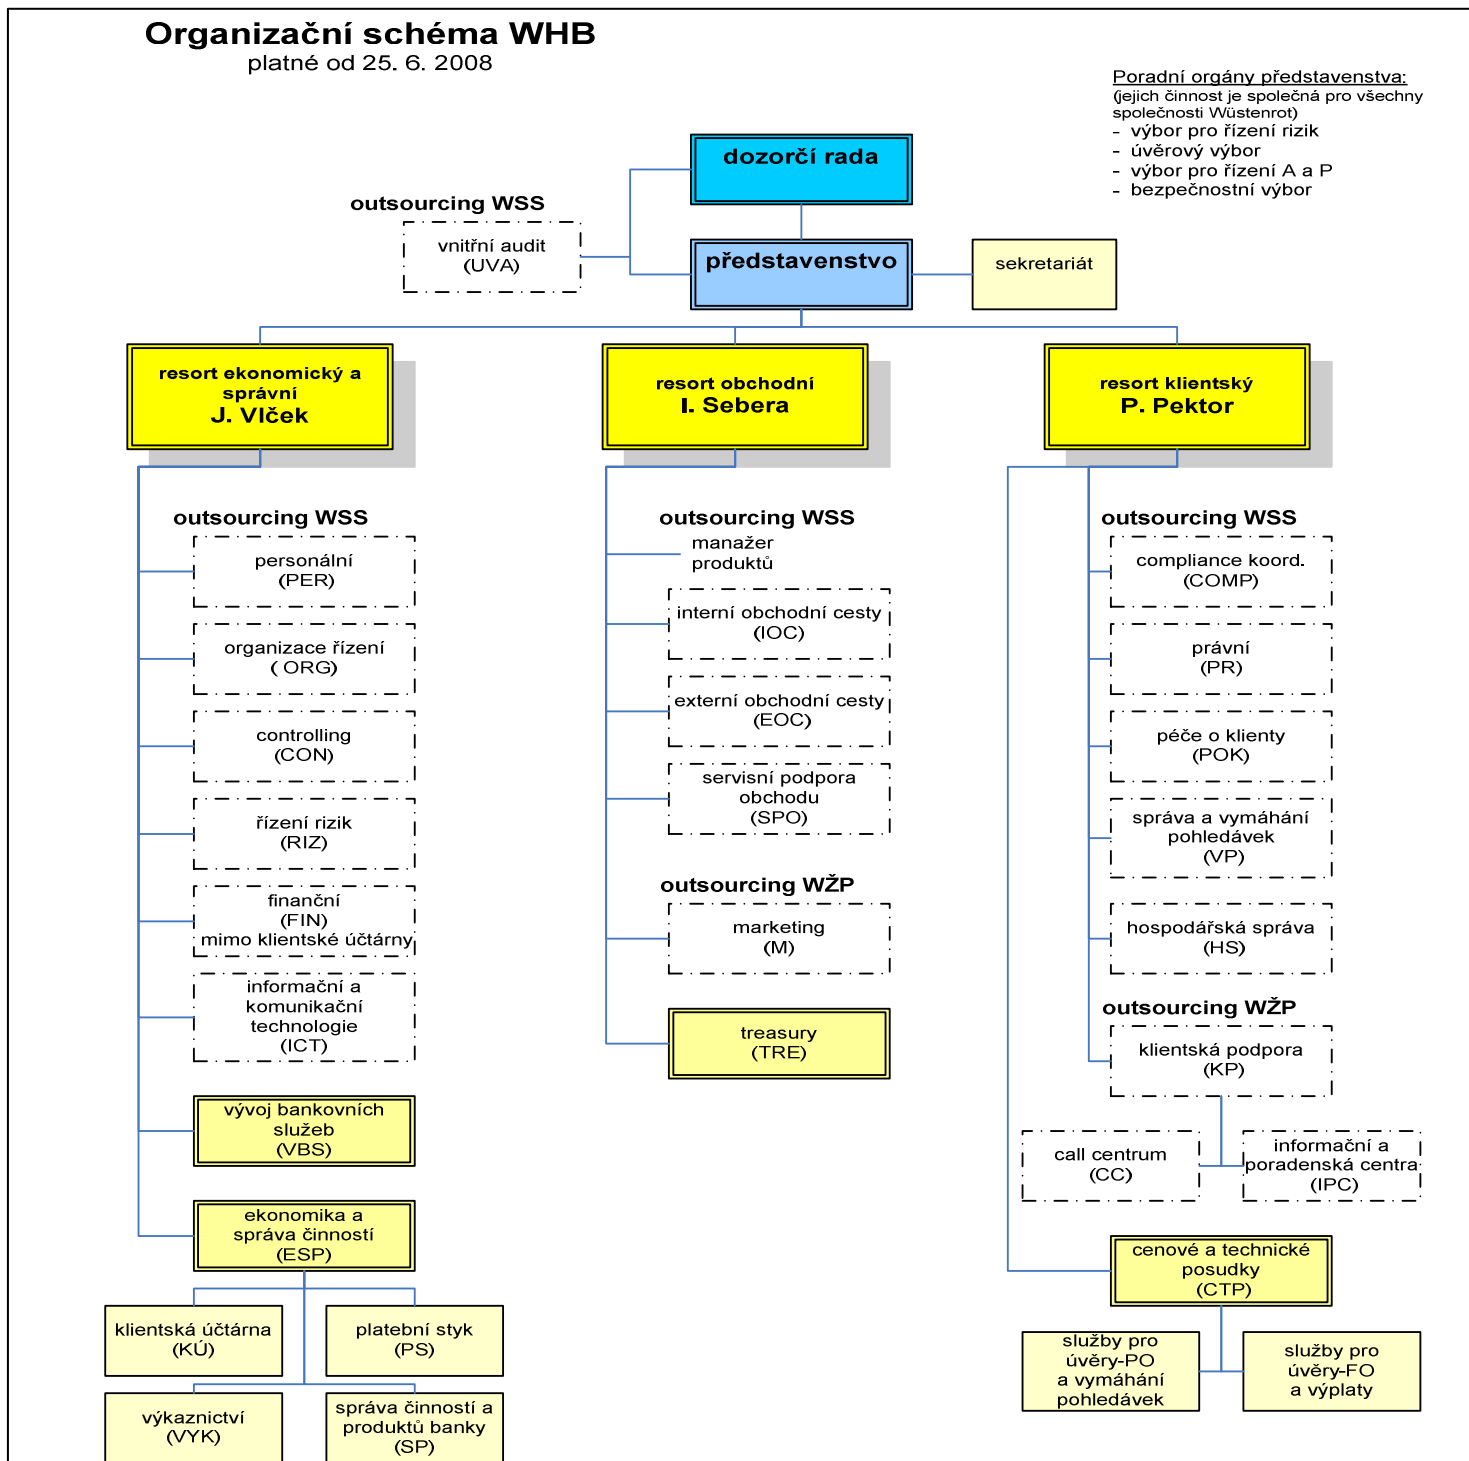 Organizační schéma WHB
platné od 25. 6. 2008
Poradní orgány představenstva:
(jejich činnost je společná pro všechny
společnosti Wüstenrot)
- výbor pro řízení rizik
- úvěrový výbor
- výbor pro řízení A a P
- bezpečnostní výbor
dozorčí rada
outsourcing WSS
vnitřní audit
(UVA)
představenstvo
sekretariát
resort ekonomický a
správní
J. Vlček
resort obchodní
I. Sebera
resort klientský
P. Pektor
outsourcing WSS
personální
(PER)
organizace řízení
( ORG)
controlling
(CON)
řízení rizik
(RIZ)
finanční
(FIN)
mimo klientské účtárny
informační a
komunikační
technologie
(ICT)
vývoj bankovních
služeb
(VBS)
ekonomika a
správa činností
(ESP)
klientská účtárna
(KÚ)
platební styk
(PS)
výkaznictví
(VYK)
správa činností a
produktů banky
(SP)
outsourcing WSS
manažer
produktů
interní obchodní cesty
(IOC)
externí obchodní cesty
(EOC)
servisní podpora
obchodu
(SPO)
outsourcing WŽP
marketing
(M)
treasury
(TRE)
outsourcing WSS
compliance koord.
(COMP)
právní
(PR)
péče o klienty
(POK)
správa a vymáhání
pohledávek
(VP)
hospodářská správa
(HS)
outsourcing WŽP
klientská podpora
(KP)
call centrum
(CC)
informační a
poradenská centra
(IPC)
cenové a technické
posudky
(CTP)
služby pro
úvěry-PO
a vymáhání
pohledávek
služby pro
úvěry-FO
a výplaty